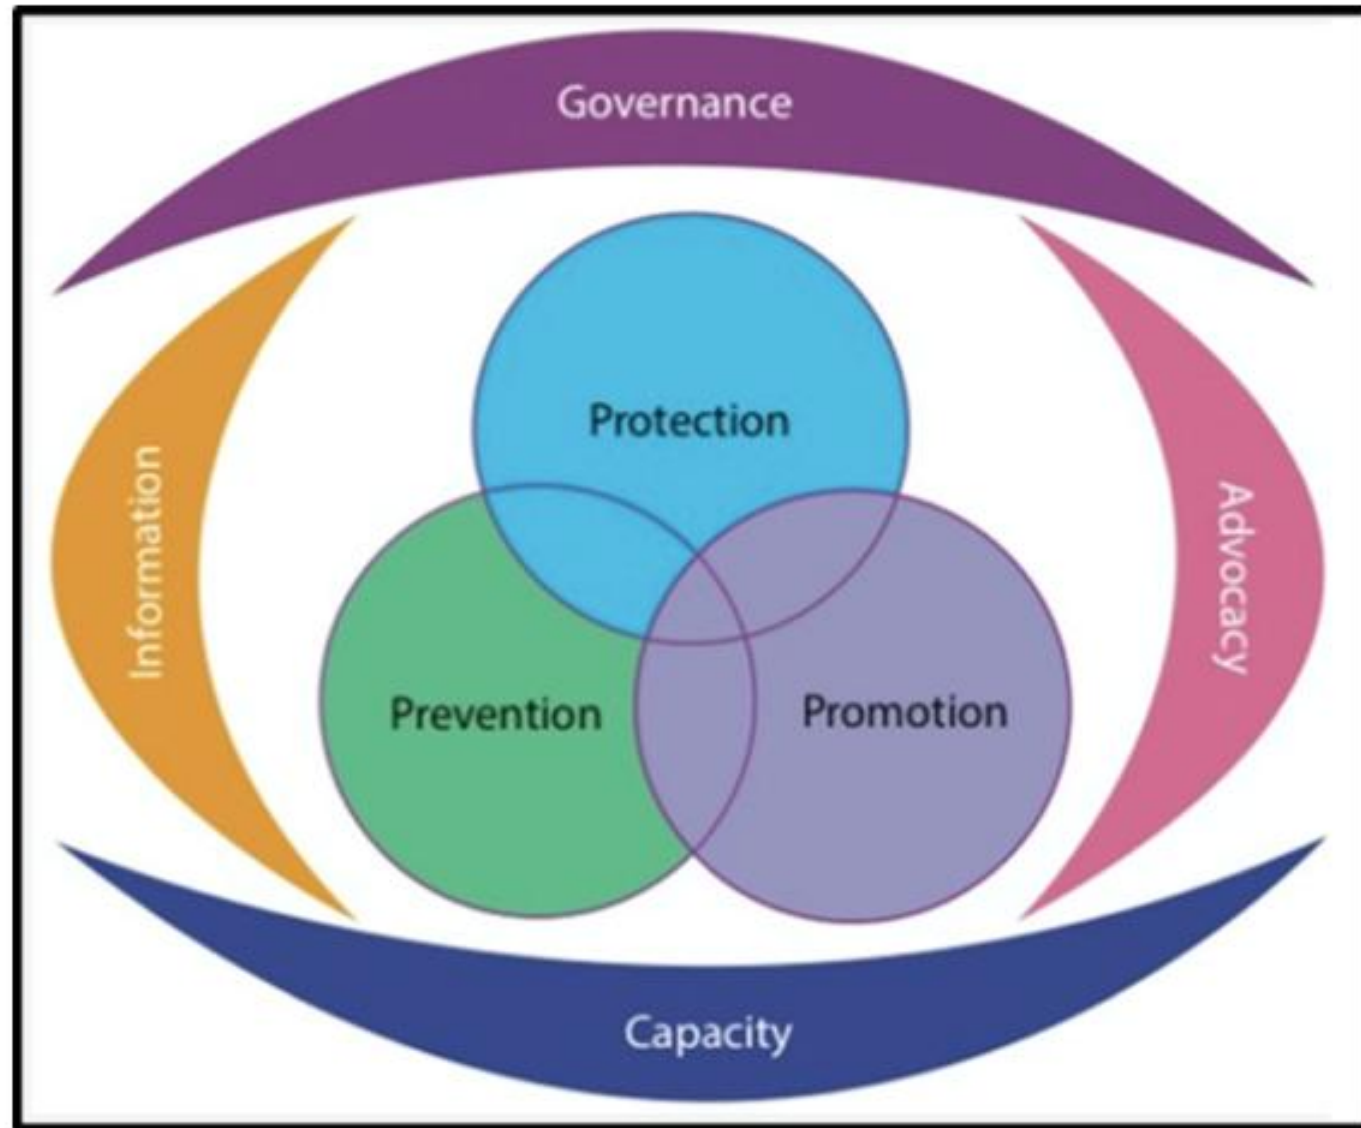 Governance
Protection
Information
Advocacy
Prevention
Promotion
Capacity